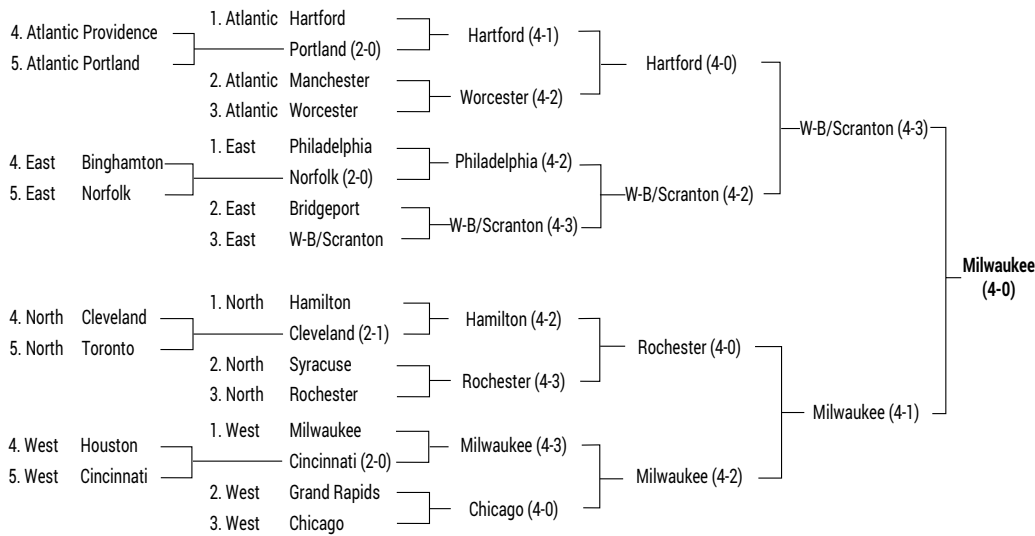 1. Atlantic Hartford
4. Atlantic Providence
Hartford (4-1)
Portland (2-0)
5. Atlantic Portland
Hartford (4-0)
2. Atlantic Manchester
Worcester (4-2)
3. Atlantic Worcester
W-B/Scranton (4-3)
1. East Philadelphia
4. East Binghamton
Philadelphia (4-2)
Norfolk (2-0)
5. East Norfolk
W-B/Scranton (4-2)
2. East Bridgeport
W-B/Scranton (4-3)
3. East W-B/Scranton
Milwaukee
(4-0)
1. North Hamilton
4. North Cleveland
Hamilton (4-2)
Cleveland (2-1)
5. North Toronto
Rochester (4-0)
2. North Syracuse
Rochester (4-3)
3. North Rochester
Milwaukee (4-1)
1. West Milwaukee
4. West Houston
Milwaukee (4-3)
Cincinnati (2-0)
5. West Cincinnati
Milwaukee (4-2)
2. West Grand Rapids
Chicago (4-0)
3. West Chicago